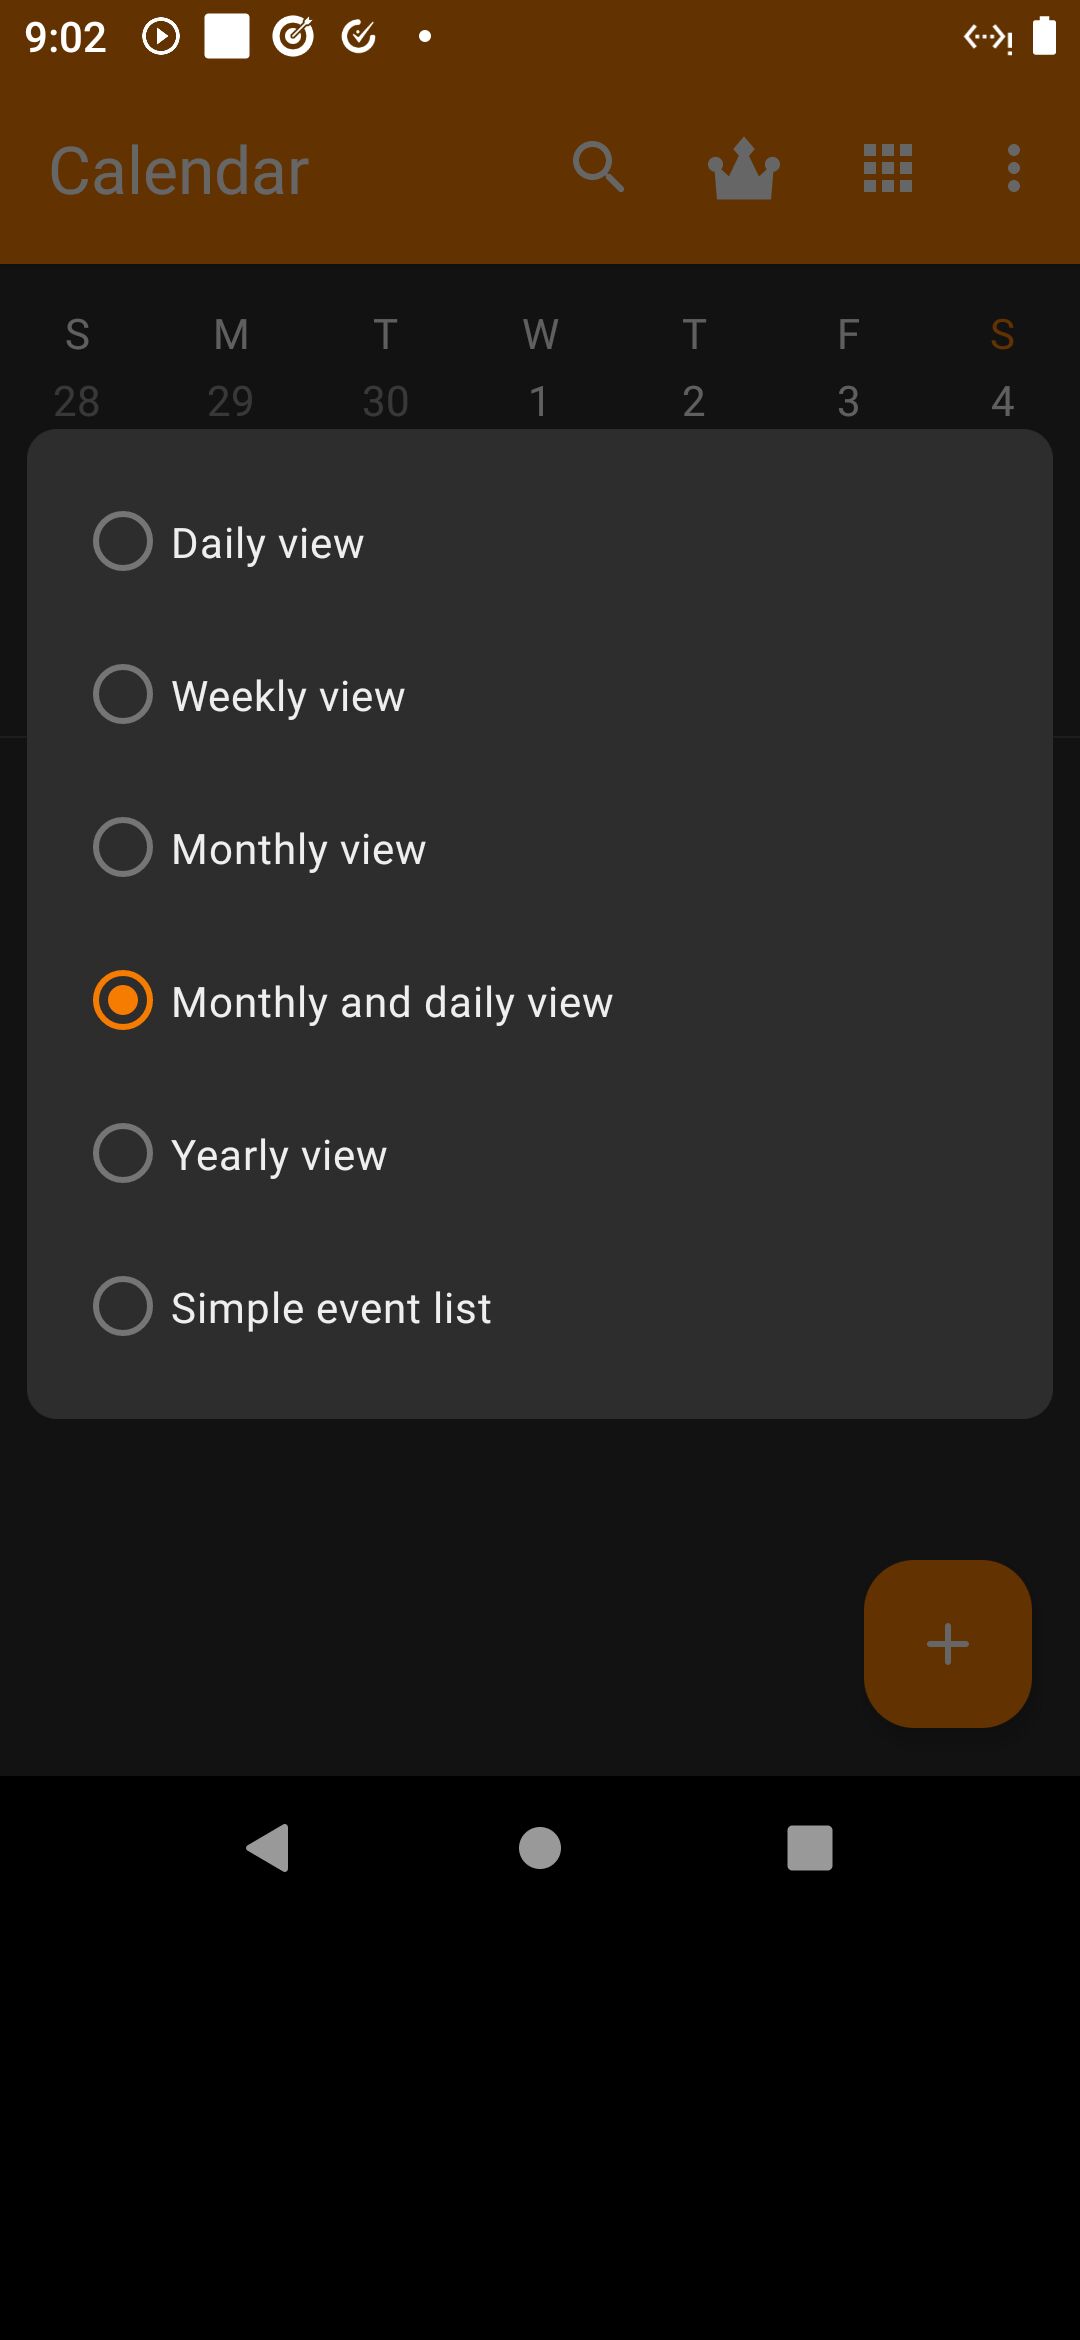 9:02
Calendar
S M T W T F S
28 29 30 1 2 3 4
Daily view
Weekly view
Monthly view
Monthly and daily view
Yearly view
Simple event list